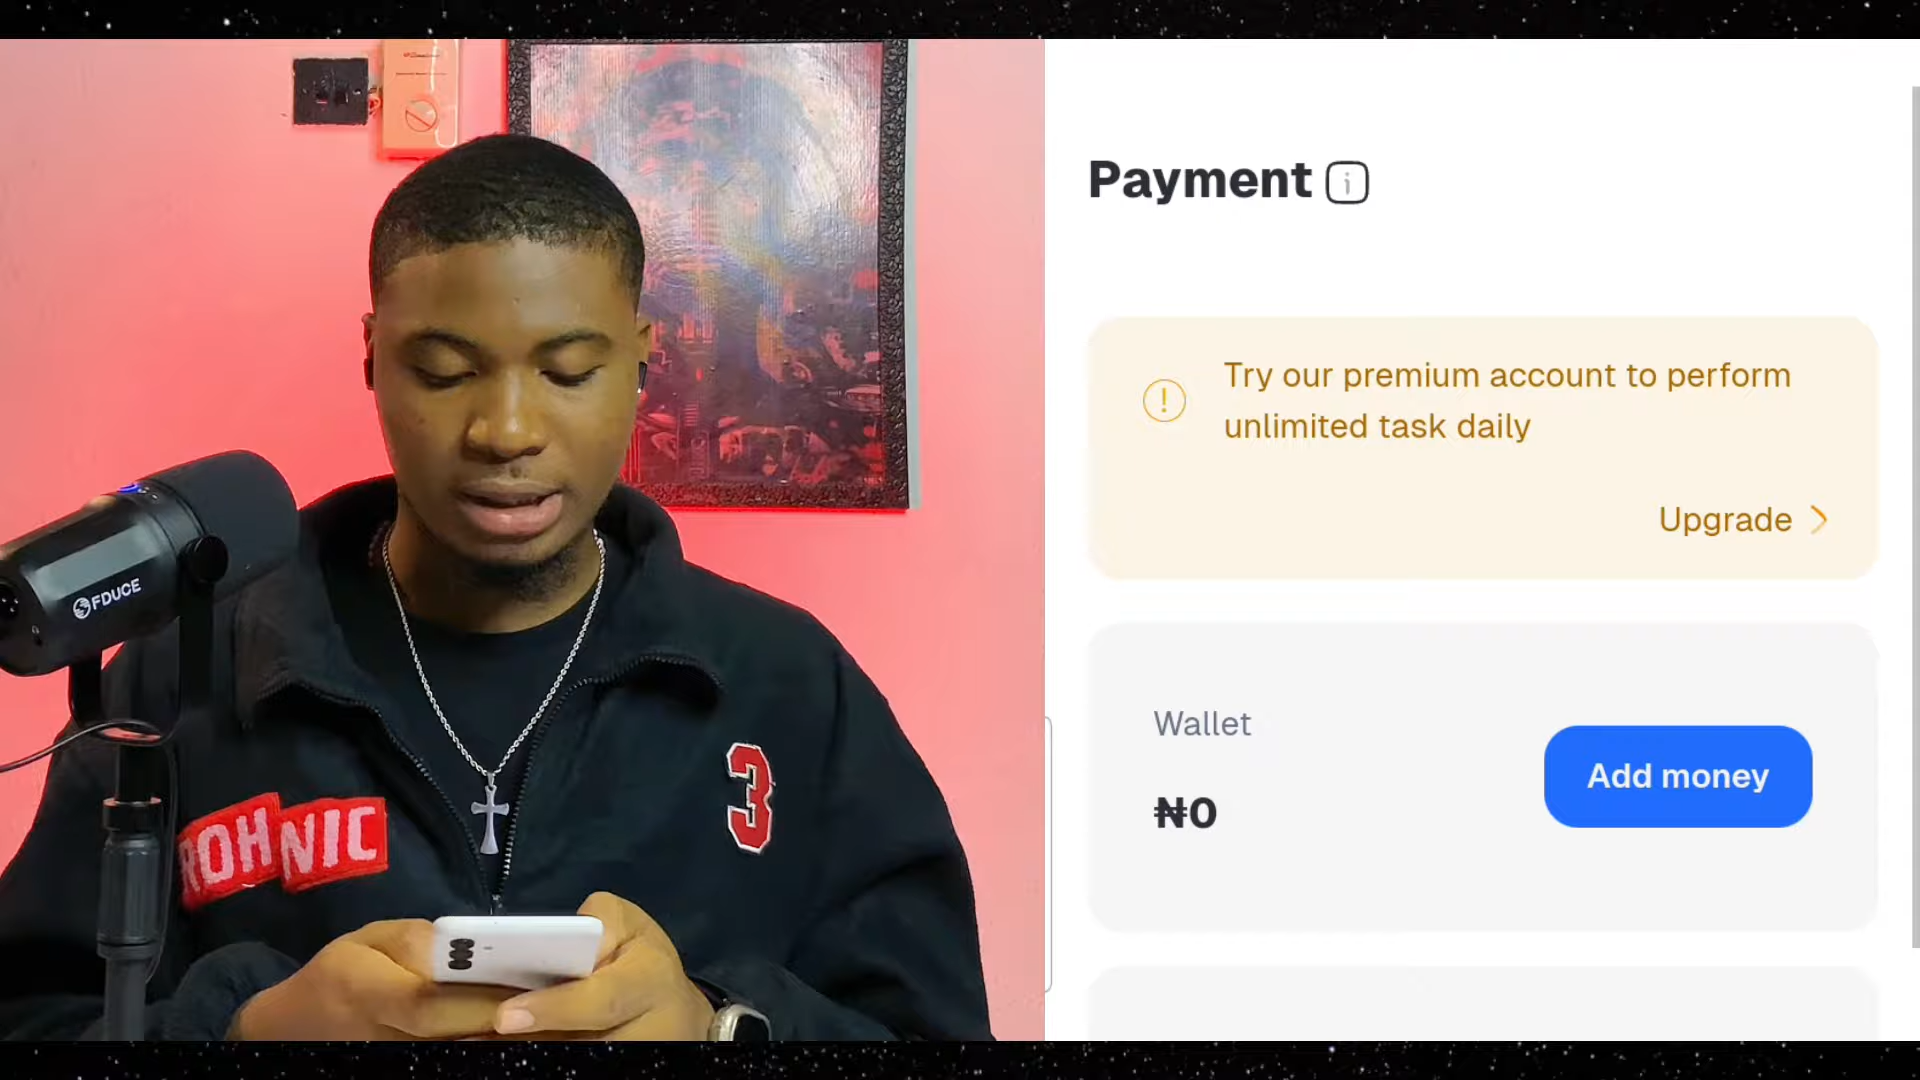 Payment
Try our premium account to perform
unlimited task daily
Upgrade
Wallet
Add money
₦0
FDUCE
ROHNIC
3